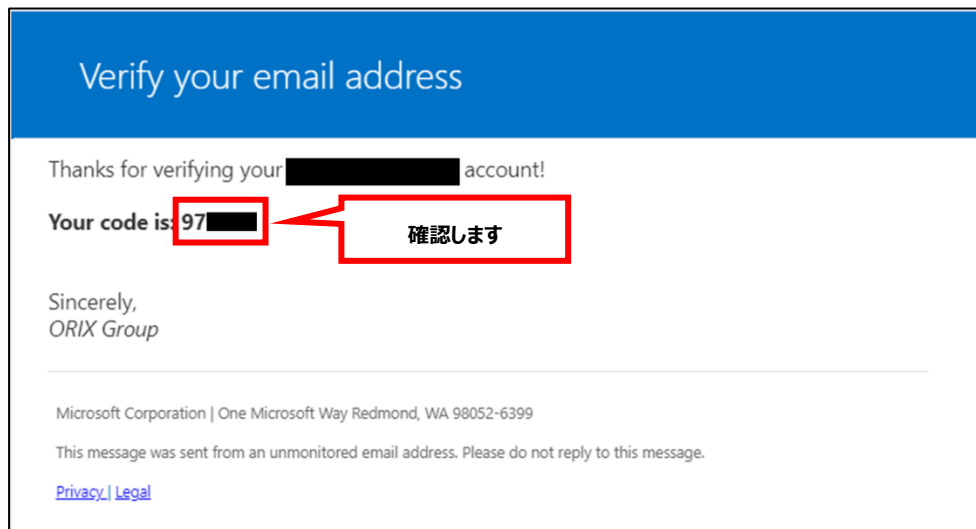 Verify your email address
Thanks for verifying your account!
Your code is: 97
確認します
Sincerely,
ORIX Group
Microsoft Corporation | One Microsoft Way Redmond, WA 98052-6399
This message was sent from an unmonitored email address. Please do not reply to this message.
Privacy | Legal